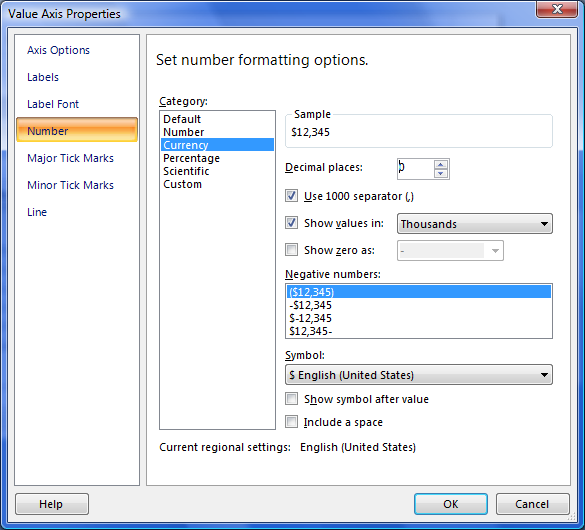 Value Axis Properties
Axis Options
Labels
Label Font
Number
Major Tick Marks
Minor Tick Marks
Line
Set number formatting options.
Category:
Default
Number
Currency
Percentage
Scientific
Custom
Sample
$12,345
Decimal places: 0
Use 1000 separator (,)
Show values in: Thousands
Show zero as: -
Negative numbers:
($12,345)
-$12,345
$-12,345
$12,345-
Symbol:
$ English (United States)
Show symbol after value
Include a space
Current regional settings: English (United States)
Help OK Cancel